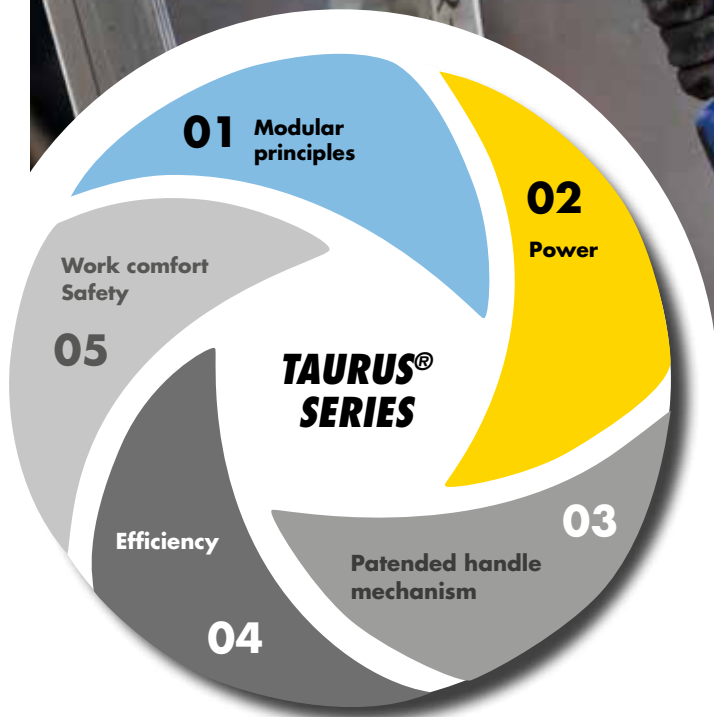 01 Modular
principles
02
Power
03
Patended handle
mechanism
Efficiency
04
Work comfort
Safety
05
TAURUS®
SERIES